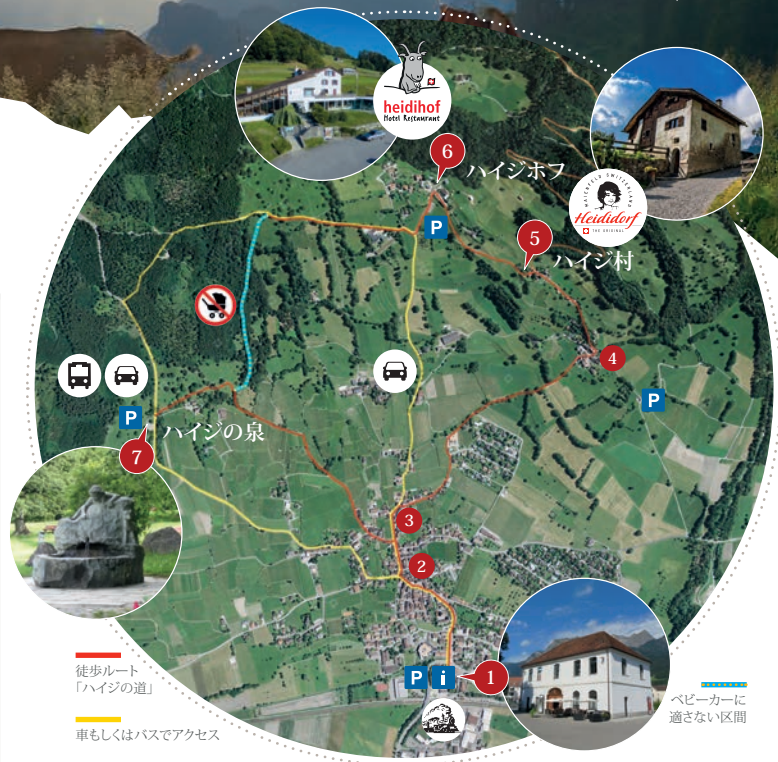 heidihof
Hotel Restaurant
6
ハイジホフ
MAIENFELD SWITZERLAND
Heididorf
THE ORIGINAL
P
5
ハイジ村
4
P
P
ハイジの泉
7
3
2
P
i
1
徒歩ルート
「ハイジの道」
車もしくはバスでアクセス
ベビーカーに
適さない区間